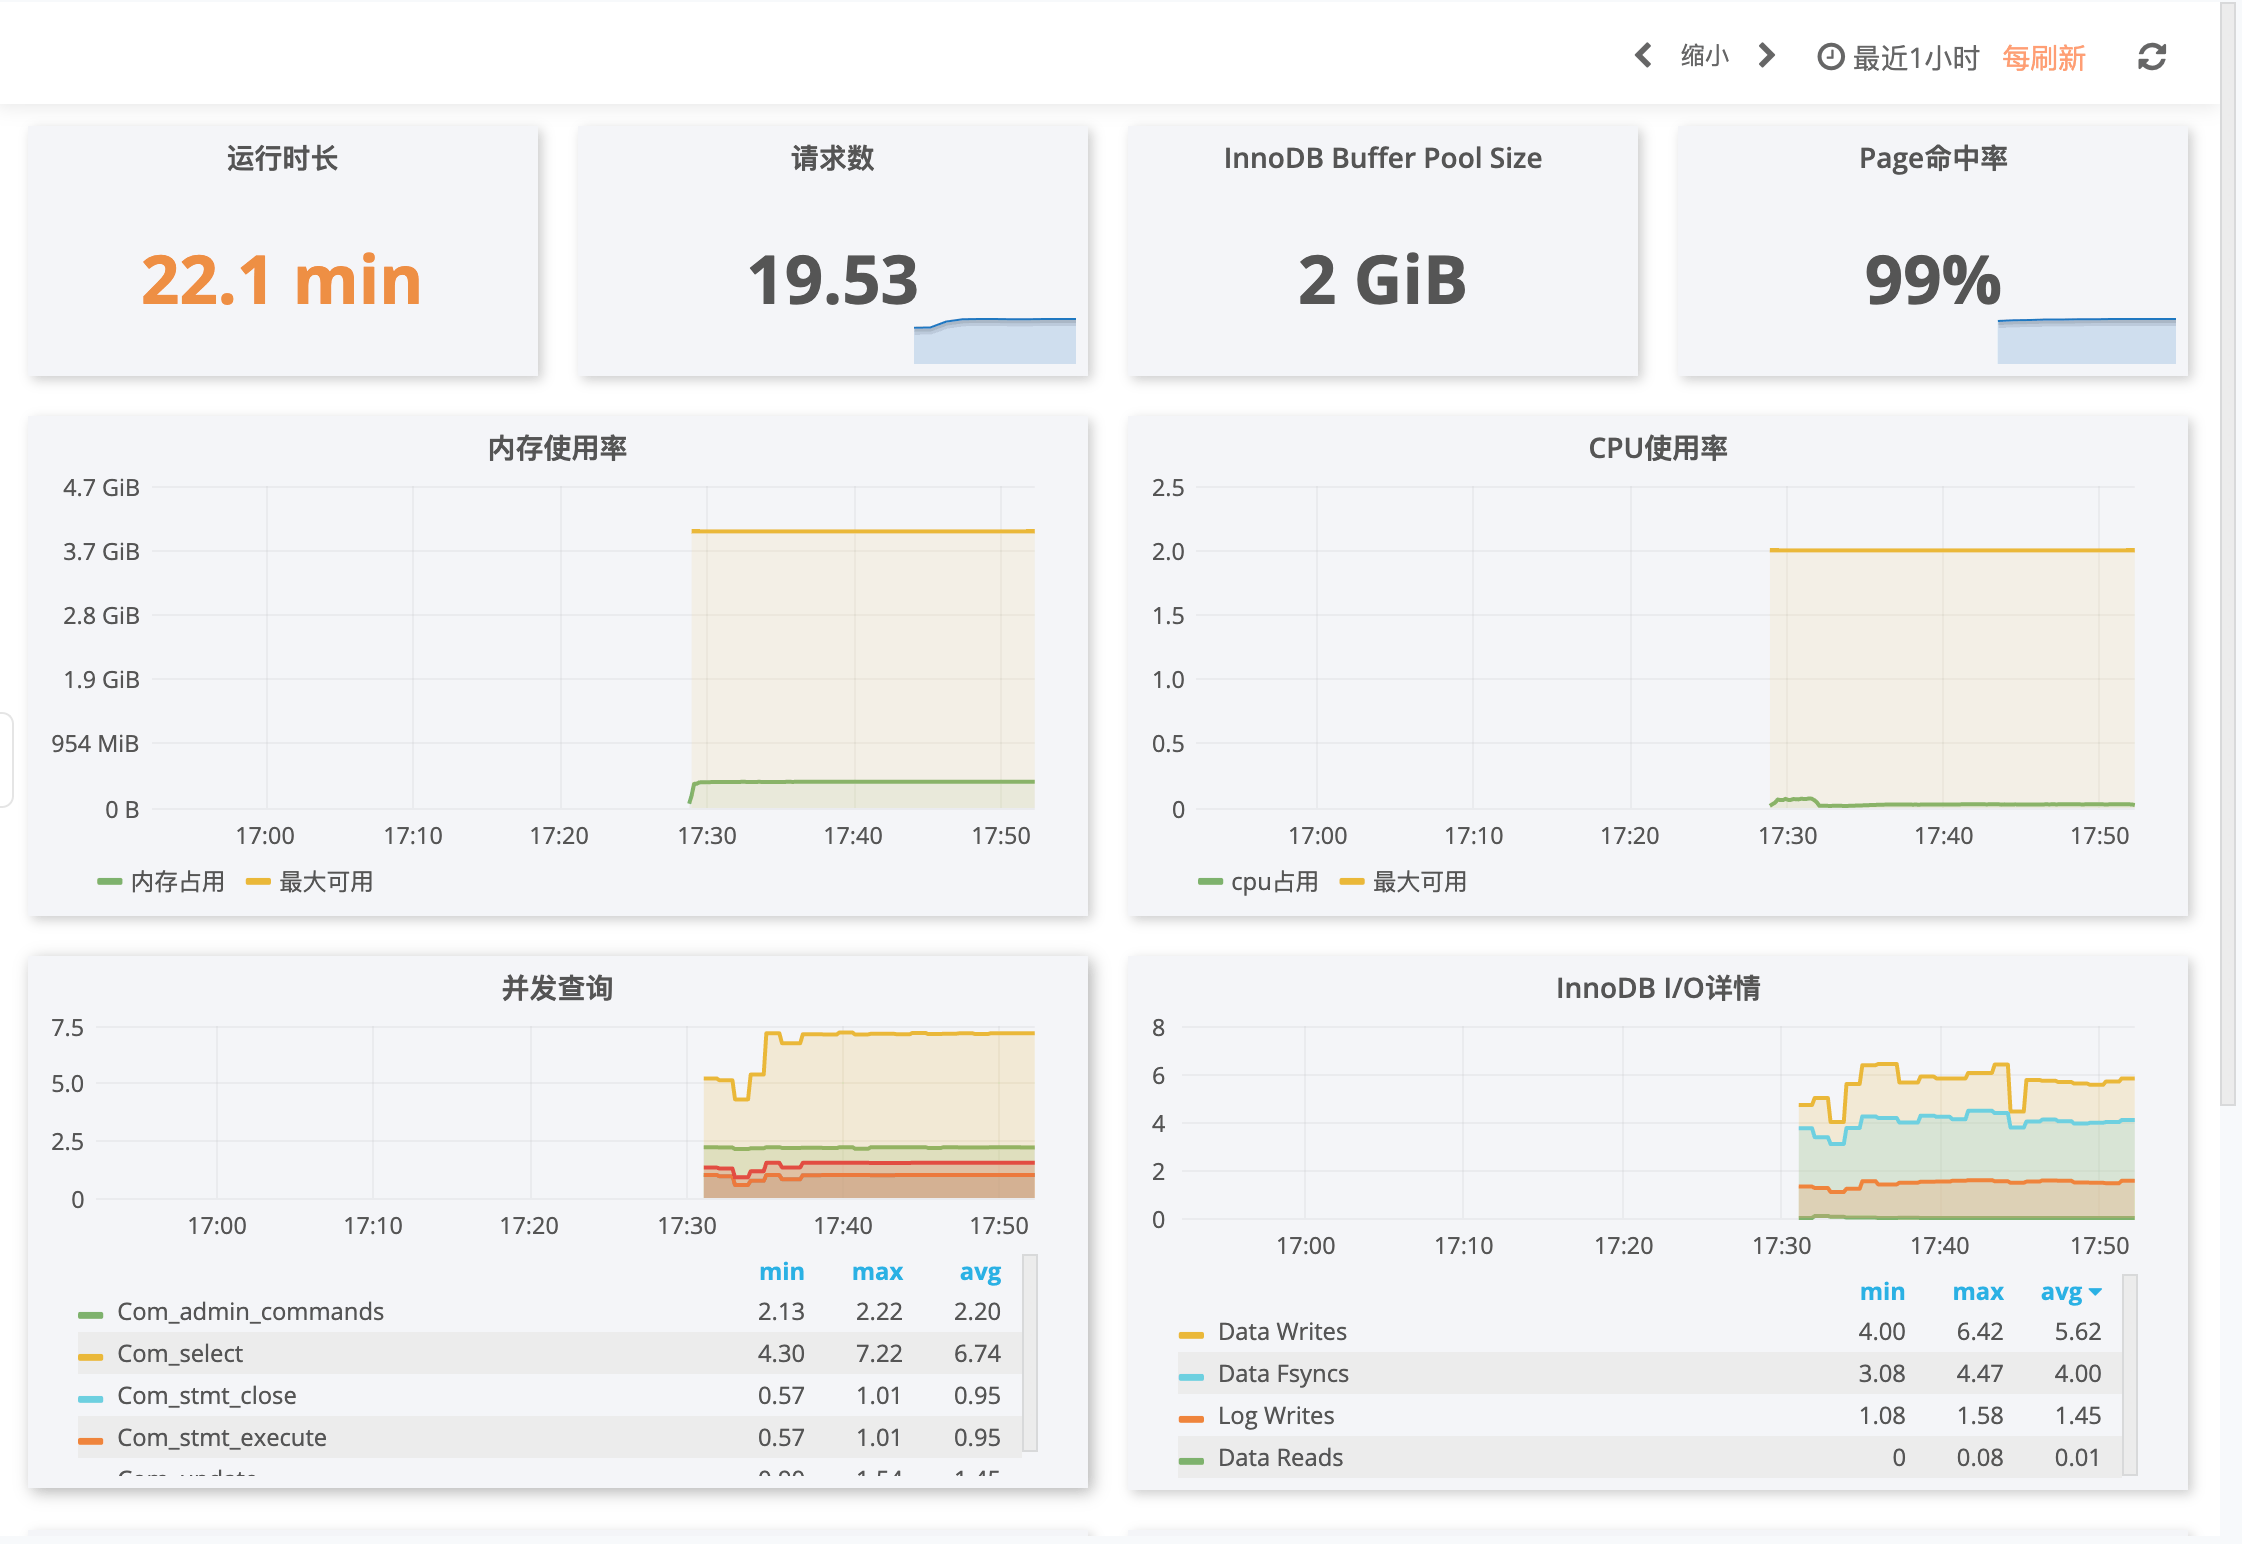 缩小 最近1小时 每刷新
运行时长
22.1 min
请求数
19.53
InnoDB Buffer Pool Size
2 GiB
Page命中率
99%
内存使用率
4.7 GiB
3.7 GiB
2.8 GiB
1.9 GiB
954 MiB
0 B
17:00 17:10 17:20 17:30 17:40 17:50
内存占用 最大可用
CPU使用率
2.5
2.0
1.5
1.0
0.5
0
17:00 17:10 17:20 17:30 17:40 17:50
cpu占用 最大可用
并发查询
7.5
5.0
2.5
0
17:00 17:10 17:20 17:30 17:40 17:50
min max avg
Com_admin_commands 2.13 2.22 2.20
Com_select 4.30 7.22 6.74
Com_stmt_close 0.57 1.01 0.95
Com_stmt_execute 0.57 1.01 0.95
InnoDB I/O详情
8
6
4
2
0
17:00 17:10 17:20 17:30 17:40 17:50
min max avg
Data Writes 4.00 6.42 5.62
Data Fsyncs 3.08 4.47 4.00
Log Writes 1.08 1.58 1.45
Data Reads 0 0.08 0.01